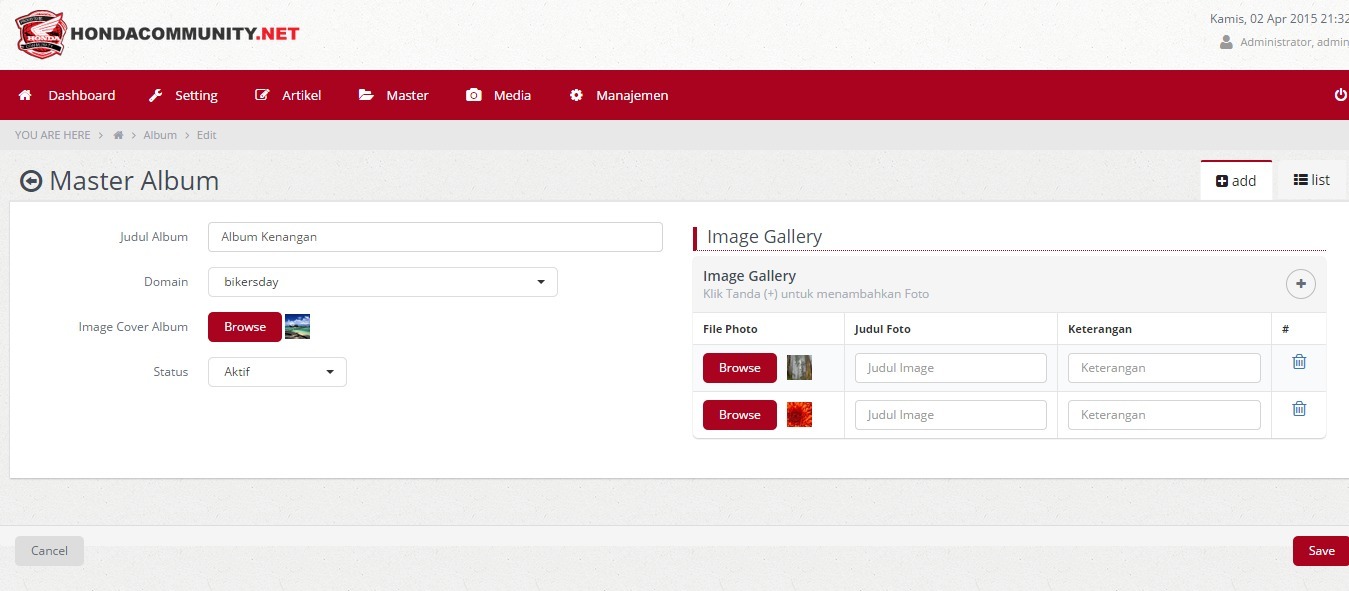 HONDACOMMUNITY.NET
Kamis, 02 Apr 2015 21:32
Administrator, admin
Dashboard Setting Artikel Master Media Manajemen
YOU ARE HERE > > Album > Edit
Master Album
add list
Judul Album Album Kenangan
Domain bikersday
Image Cover Album Browse
Status Aktif
Image Gallery
Image Gallery
Klik Tanda (+) untuk menambahkan Foto
File Photo Judul Foto Keterangan #
Browse Judul Image Keterangan
Browse Judul Image Keterangan
Cancel Save